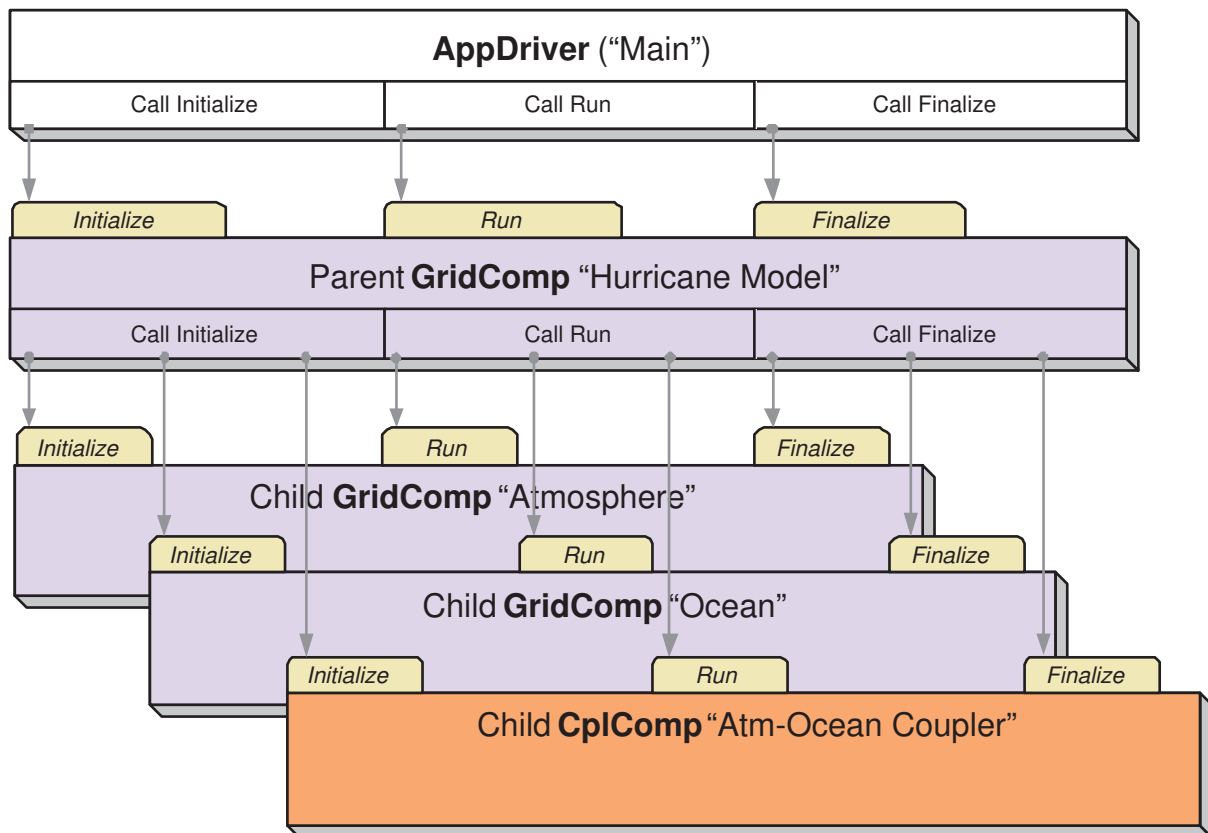 AppDriver (“Main”)
Call Initialize
Call Run
Call Finalize
Initialize
Run
Finalize
Parent GridComp “Hurricane Model”
Call Initialize
Call Run
Call Finalize
Initialize
Run
Finalize
Child GridComp “Atmosphere”
Initialize
Run
Finalize
Child GridComp “Ocean”
Initialize
Run
Finalize
Child CplComp “Atm-Ocean Coupler”